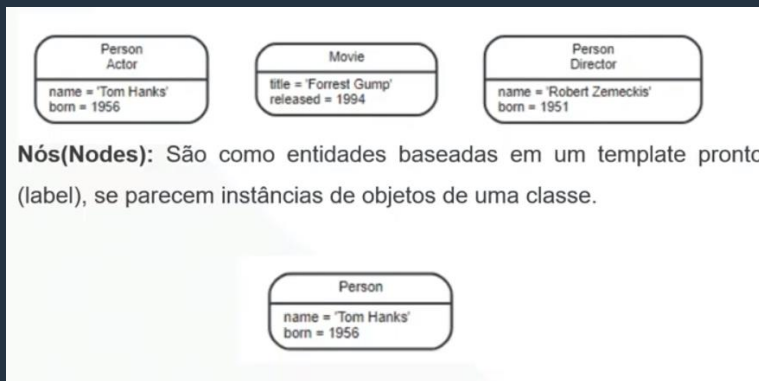 Person
Actor
name = 'Tom Hanks'
born = 1956
Movie
title = 'Forrest Gump'
released = 1994
Person
Director
name = 'Robert Zemeckis'
born = 1951
Nós(Nodes): São como entidades baseadas em um template pronto
(label), se parecem instâncias de objetos de uma classe.
Person
name = 'Tom Hanks'
born = 1956